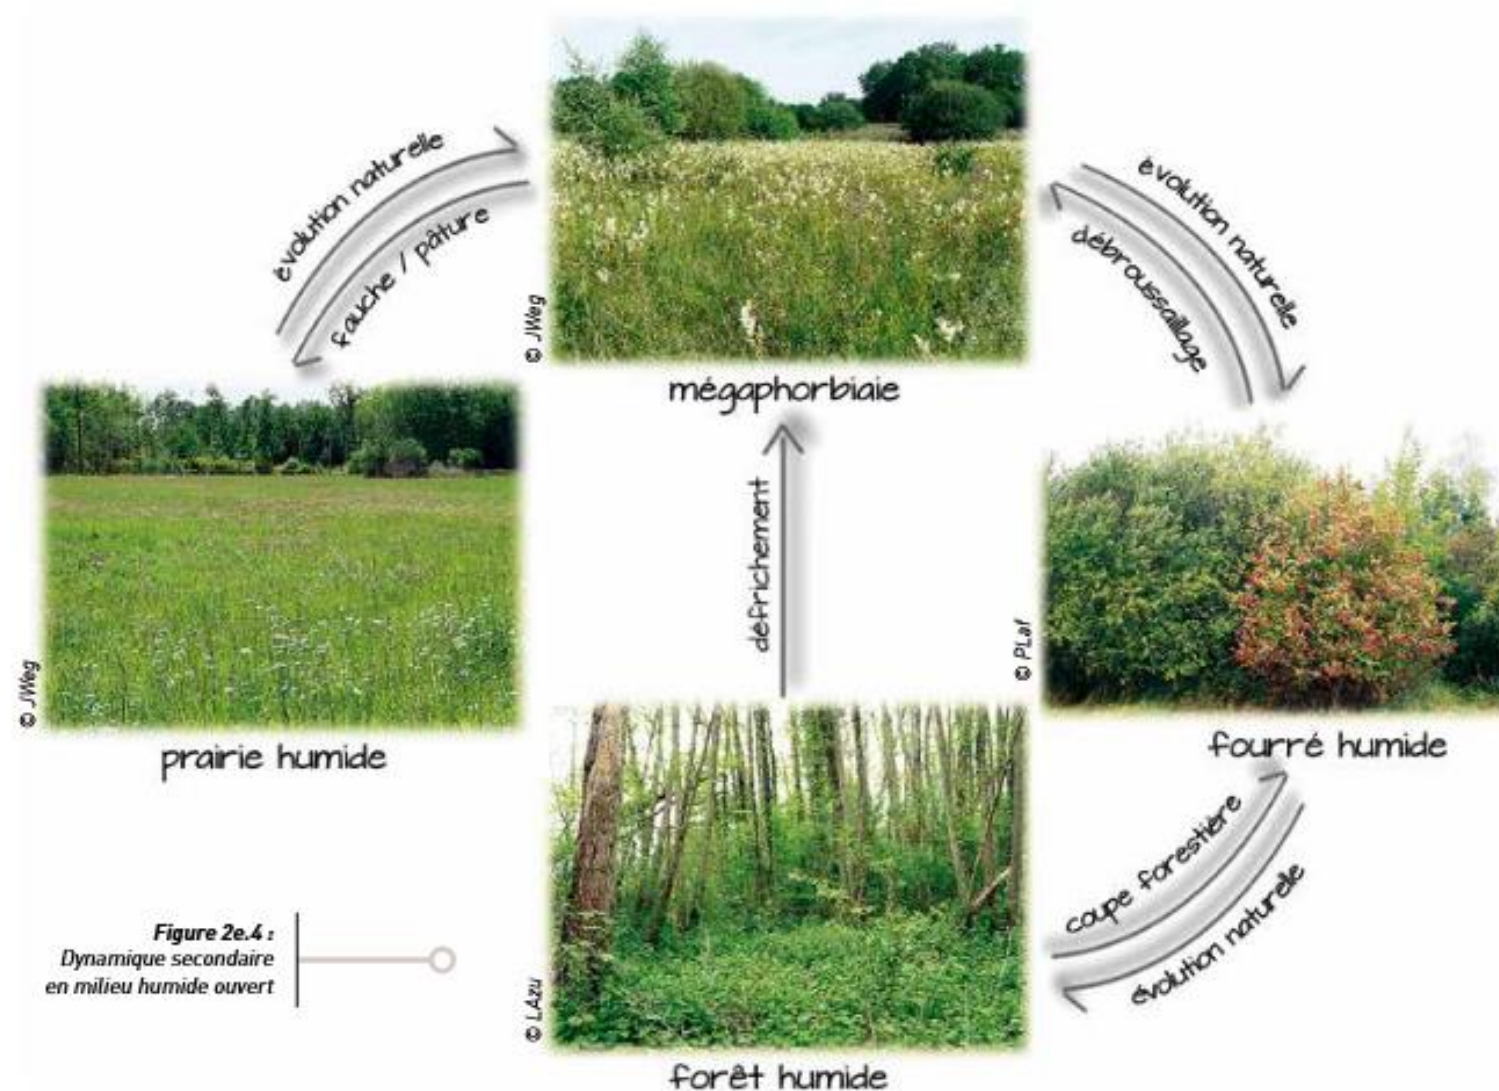 évolution naturelle
fauche / pâture
évolution naturelle
débroussaillage
© JWeg
mégaphorbiaie
défrichement
© JWeg
prairie humide
© PLaf
fourré humide
coupe forestière
évolution naturelle
Figure 2e.4 :
Dynamique secondaire
en milieu humide ouvert
© LAzu
forêt humide